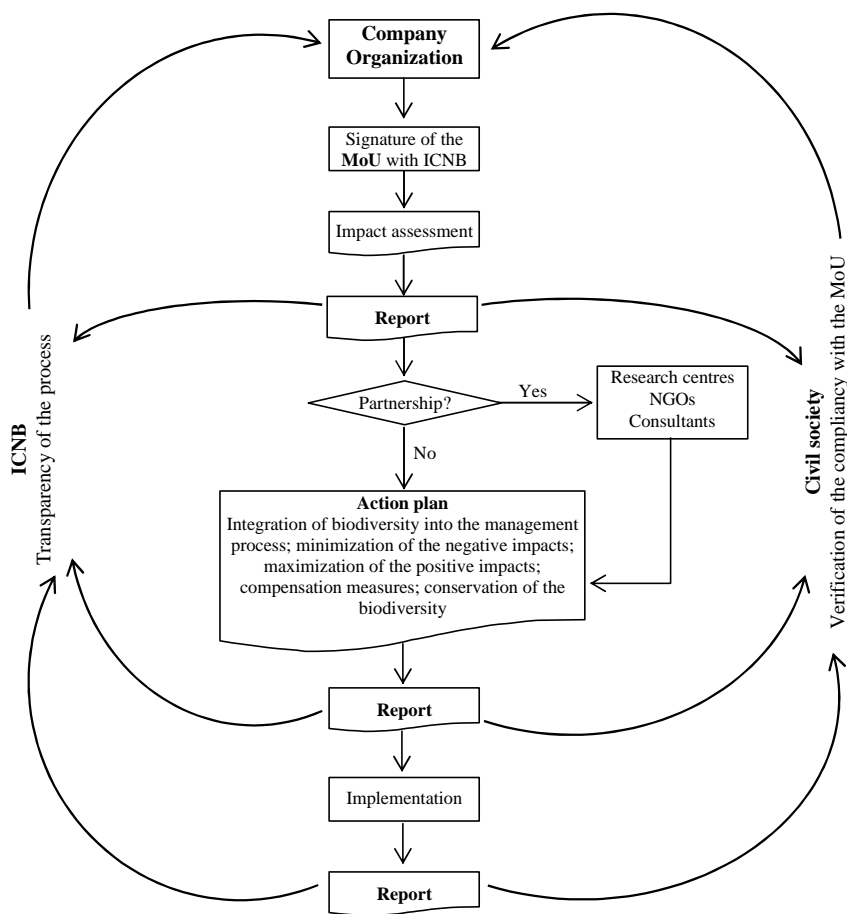 Company
Organization
Signature of the
MoU with ICNB
Impact assessment
Report
Partnership?
Yes
Research centres
NGOs
Consultants
No
Action plan
Integration of biodiversity into the management
process; minimization of the negative impacts;
maximization of the positive impacts;
compensation measures; conservation of the
biodiversity
Report
Implementation
Report
ICNB
Transparency of the process
Civil society
Verification of the compliancy with the MoU